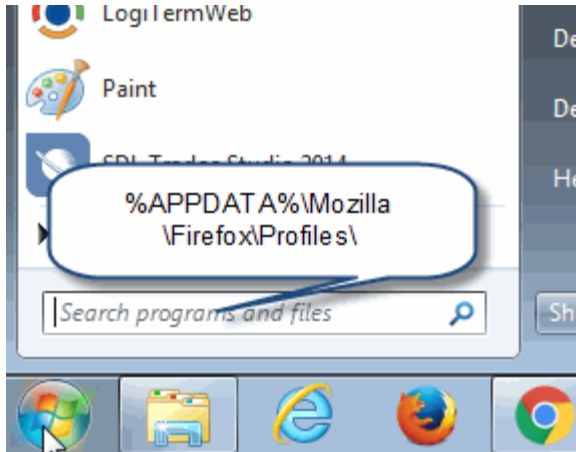 LogiTermWeb
De
Paint
De
SDL Trados Studio 2014
He
%APPDATA%\Mozilla
\Firefox\Profiles\
Search programs and files
Sh